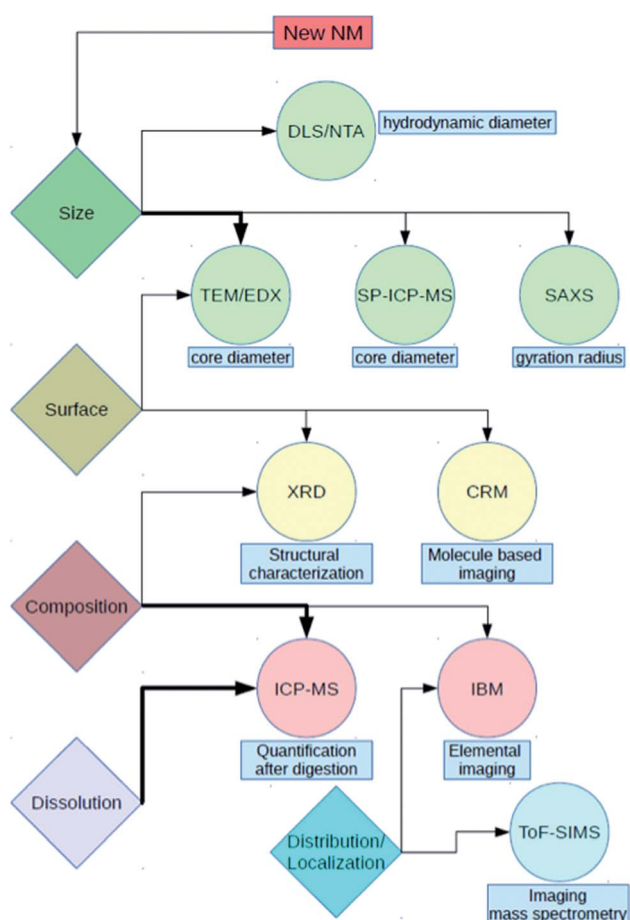 New NM
DLS/NTA
hydrodynamic diameter
Size
TEM/EDX
SP-ICP-MS
SAXS
core diameter
core diameter
gyration radius
Surface
XRD
CRM
Structural
characterization
Molecule based
imaging
Composition
ICP-MS
IBM
Quantification
after digestion
Elemental
imaging
Dissolution
Distribution/
Localization
ToF-SIMS
Imaging
mass spectrometry